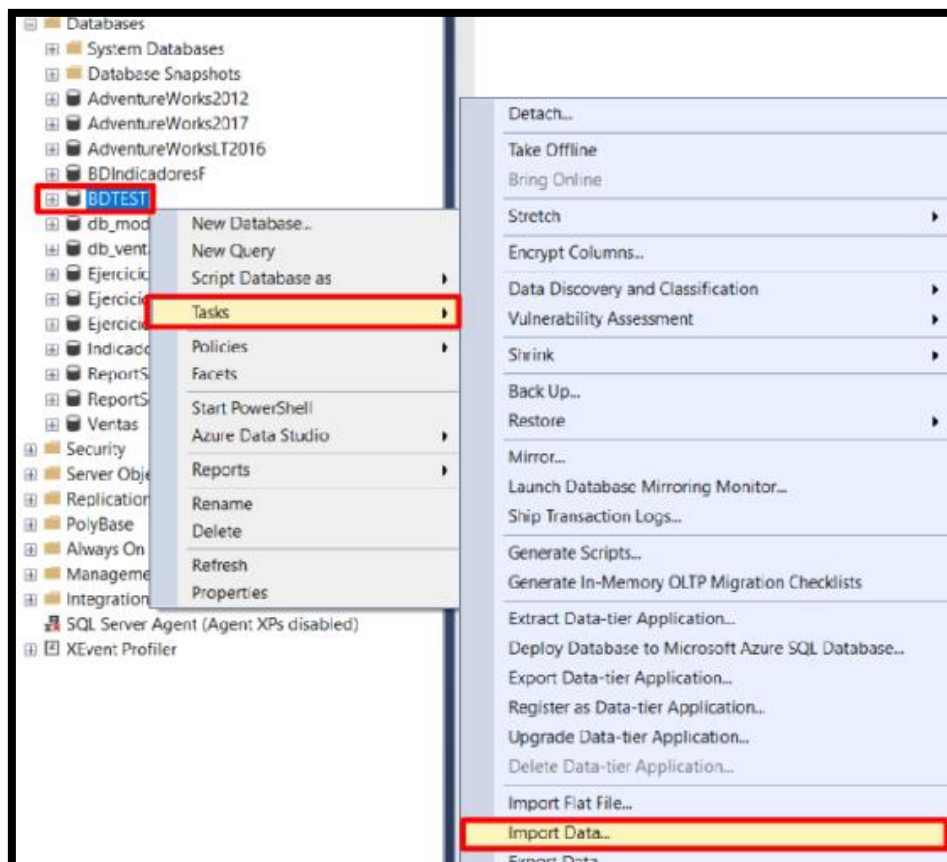 Databases
System Databases
Database Snapshots
AdventureWorks2012
AdventureWorks2017
AdventureWorksLT2016
BDIndicadoresF
BDTEST
db_mod
db_vent
Ejercicic
Ejercici
Ejercici
Indicado
ReportS
ReportS
Ventas
Security
Server Obje
Replication
PolyBase
Always On
Manageme
Integration
SQL Server Agent (Agent XPs disabled)
XEvent Profiler
New Database...
New Query
Script Database as
Tasks
Policies
Facets
Start PowerShell
Azure Data Studio
Reports
Rename
Delete
Refresh
Properties
Detach...
Take Offline
Bring Online
Stretch
Encrypt Columns...
Data Discovery and Classification
Vulnerability Assessment
Shrink
Back Up...
Restore
Mirror...
Launch Database Mirroring Monitor...
Ship Transaction Logs...
Generate Scripts...
Generate In-Memory OLTP Migration Checklists
Extract Data-tier Application...
Deploy Database to Microsoft Azure SQL Database...
Export Data-tier Application...
Register as Data-tier Application...
Upgrade Data-tier Application...
Delete Data-tier Application...
Import Flat File...
Import Data...
Export Data